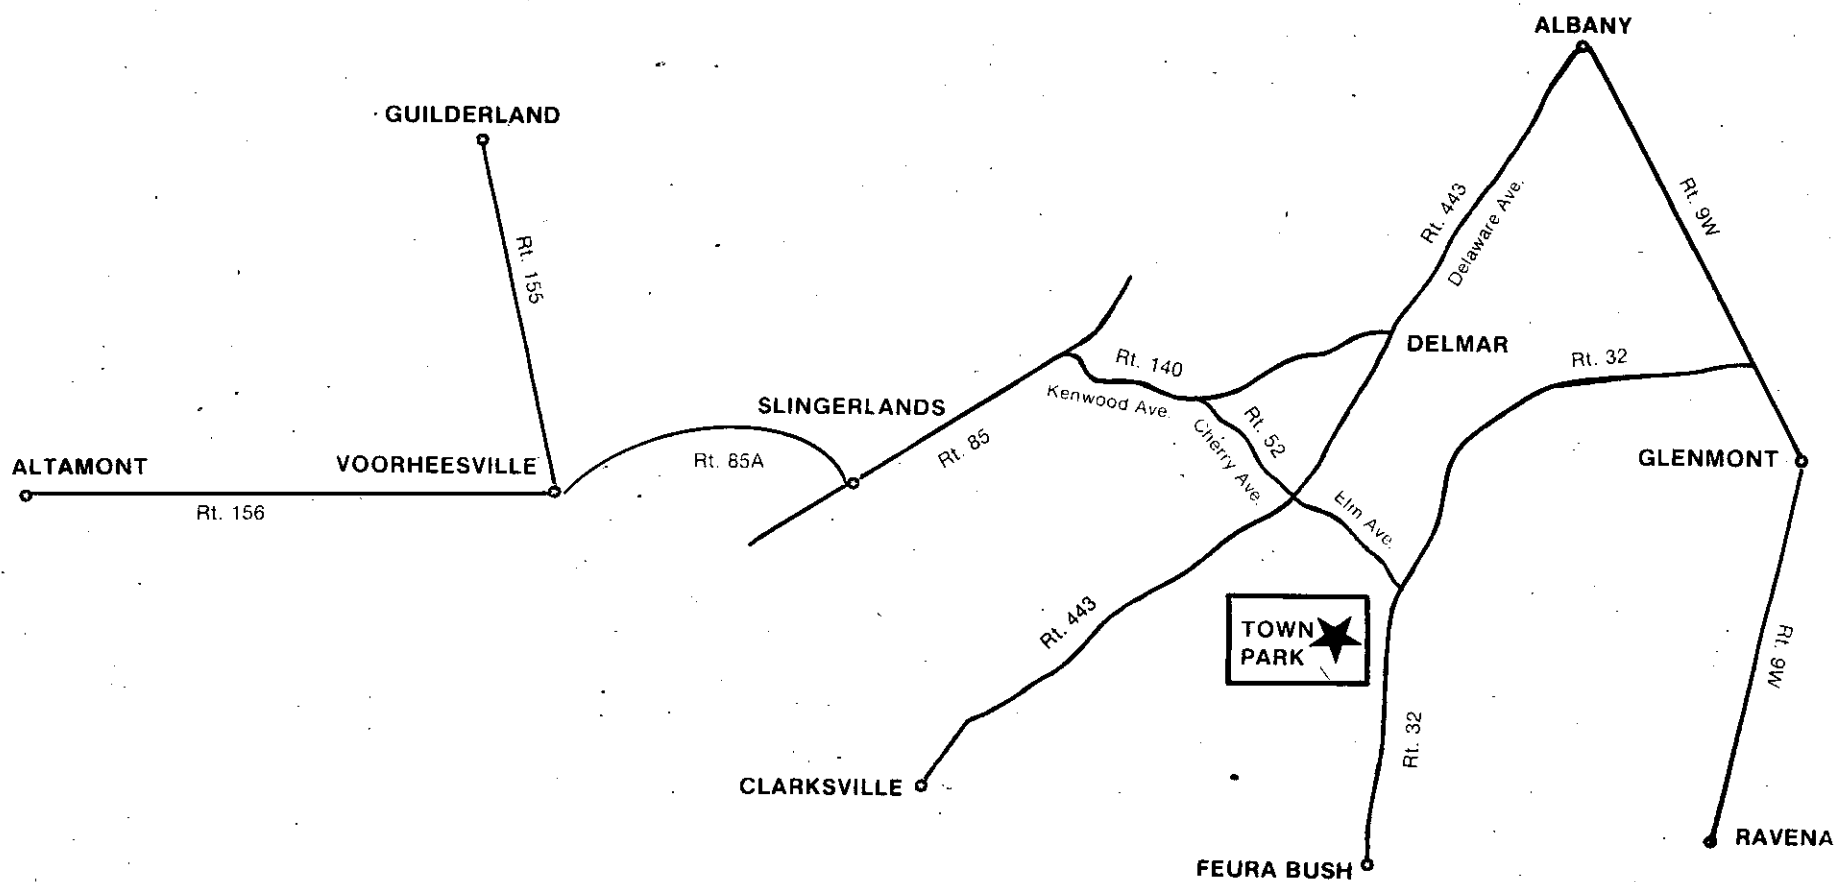 ALBANY
GUILDERLAND
Rt. 155
Rt. 443
Delaware Ave.
Rt. 9W
DELMAR
Rt. 32
Rt. 140
Kenwood Ave.
SLINGERLANDS
Rt. 85
Rt. 52
Cherry Ave.
ALTAMONT
VOORHEESVILLE
Rt. 85A
GLENMONT
Rt. 156
Elm Ave.
Rt. 443
TOWN
PARK
Rt. 9W
Rt. 32
CLARKSVILLE
RAVENA
FEURA BUSH